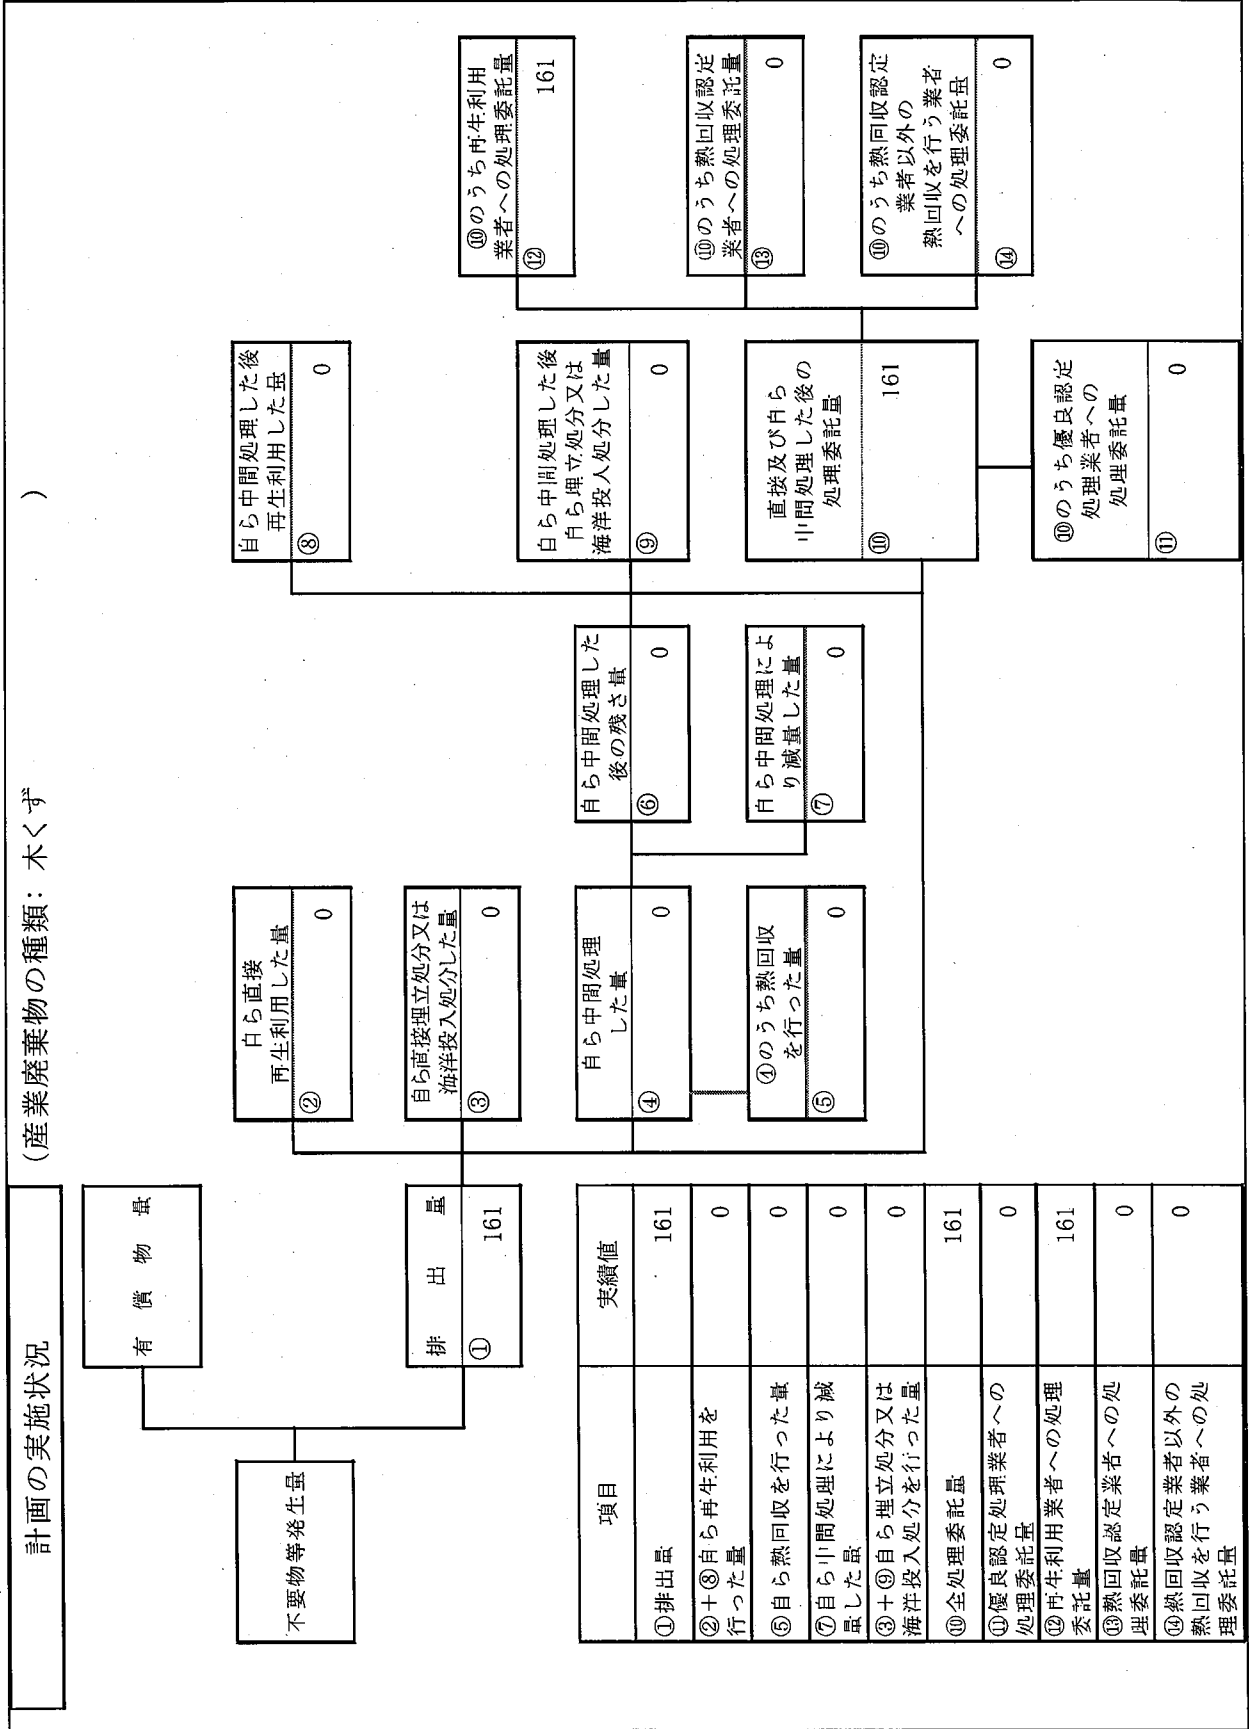 計画の実施状況
(産業廃棄物の種類：木くず )
不要物等発生量
有償物量
排出量
① 161
自ら直接
再生利用した量
② 0
自ら直接埋立処分又は
海洋投入処分した量
③ 0
自ら中間処理
した量
④ 0
④のうち熱回収
を行った量
⑤ 0
自ら中間処理した
後の残さ量
⑥ 0
自ら中間処理によ
り減量した量
⑦ 0
自ら中間処理した後
再生利用した量
⑧ 0
自ら中間処理した後
自ら埋立処分又は
海洋投入処分した量
⑨ 0
直接及び自ら
中間処理した後の
処理委託量
⑩ 161
⑩のうち優良認定
処理業者への
処理委託量
⑪ 0
⑩のうち再生利用
業者への処理委託量
⑫ 161
⑩のうち熱回収認定
業者への処理委託量
⑬ 0
⑩のうち熱回収認定
業者以外の
熱回収を行う業者
への処理委託量
⑭ 0
項目 実績値
①排出量 161
②＋⑧自ら再生利用を
行った量 0
⑤自ら熱回収を行った量 0
⑦自ら中間処理により減
量した量 0
③＋⑨自ら埋立処分又は
海洋投入処分を行った量 0
⑩全処理委託量 161
⑪優良認定処理業者への
処理委託量 0
⑫再生利用業者への処理
委託量 161
⑬熱回収認定業者への処
理委託量 0
⑭熱回収認定業者以外の
熱回収を行う業者への処
理委託量 0